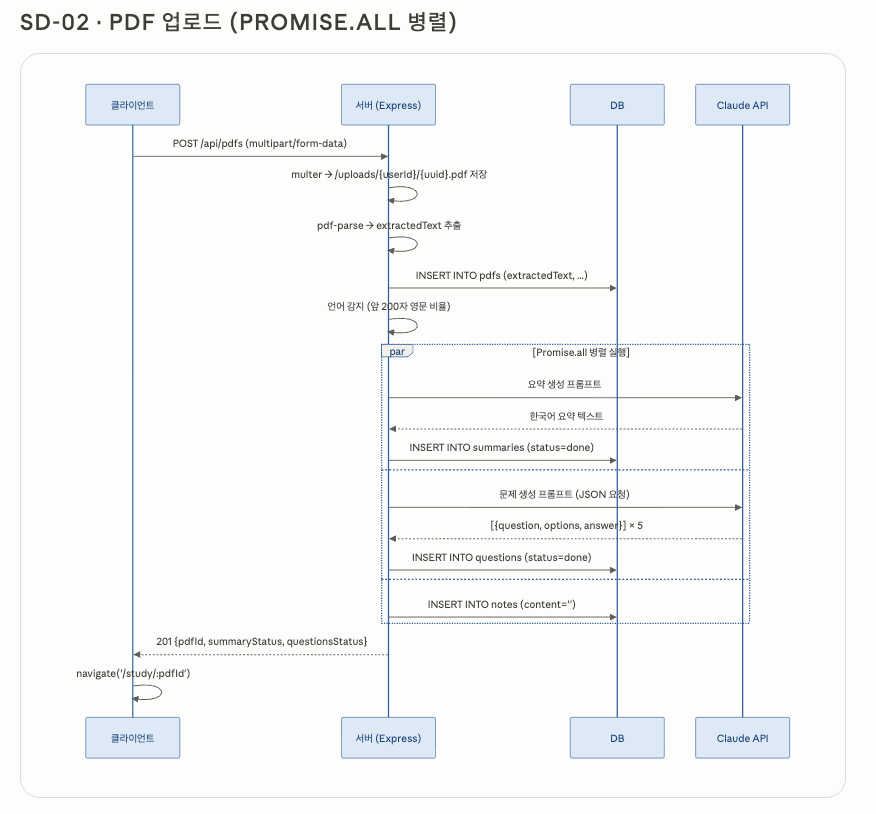 SD-02 · PDF 업로드 (PROMISE.ALL 병렬)
클라이언트
서버 (Express)
DB
Claude API
POST /api/pdfs (multipart/form-data)
multer → /uploads/{userId}/{uuid}.pdf 저장
pdf-parse → extractedText 추출
INSERT INTO pdfs (extractedText, ...)
언어 감지 (앞 200자 영문 비율)
par
[Promise.all 병렬 실행]
요약 생성 프롬프트
한국어 요약 텍스트
INSERT INTO summaries (status=done)
문제 생성 프롬프트 (JSON 요청)
[{question, options, answer}] × 5
INSERT INTO questions (status=done)
INSERT INTO notes (content='')
201 {pdfId, summaryStatus, questionsStatus}
navigate('/study/:pdfId')
클라이언트
서버 (Express)
DB
Claude API